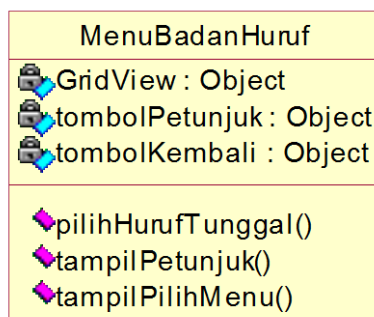 MenuBadanHuruf
GridView : Object
tombolPetunjuk : Object
tombolKembali : Object
pilihHurufTunggal()
tampilPetunjuk()
tampilPilihMenu()